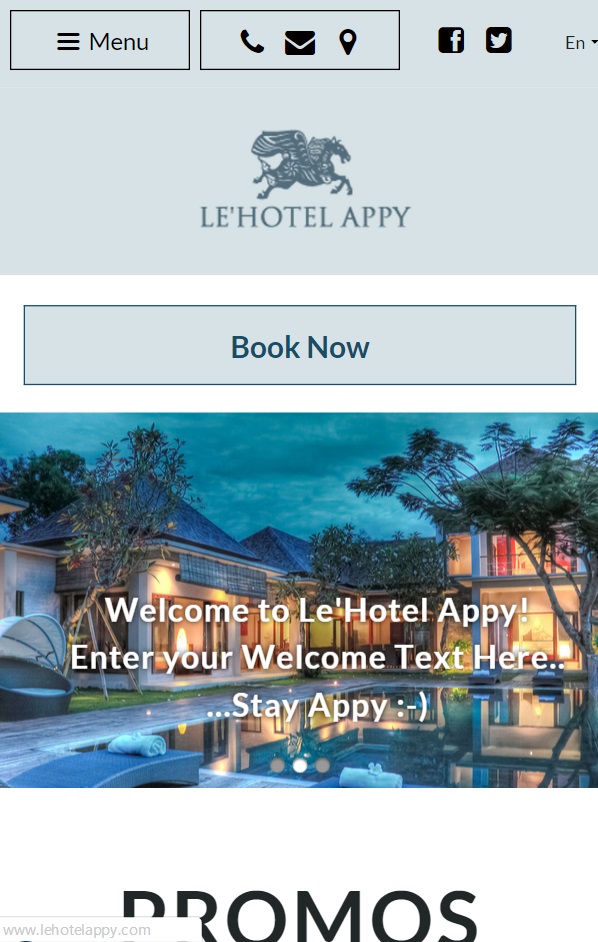 Menu
En
LE'HOTEL APPY
Book Now
Welcome to Le'Hotel Appy!
Enter your Welcome Text Here..
...Stay Appy :-)
PROMOS
www.lehotelappy.com